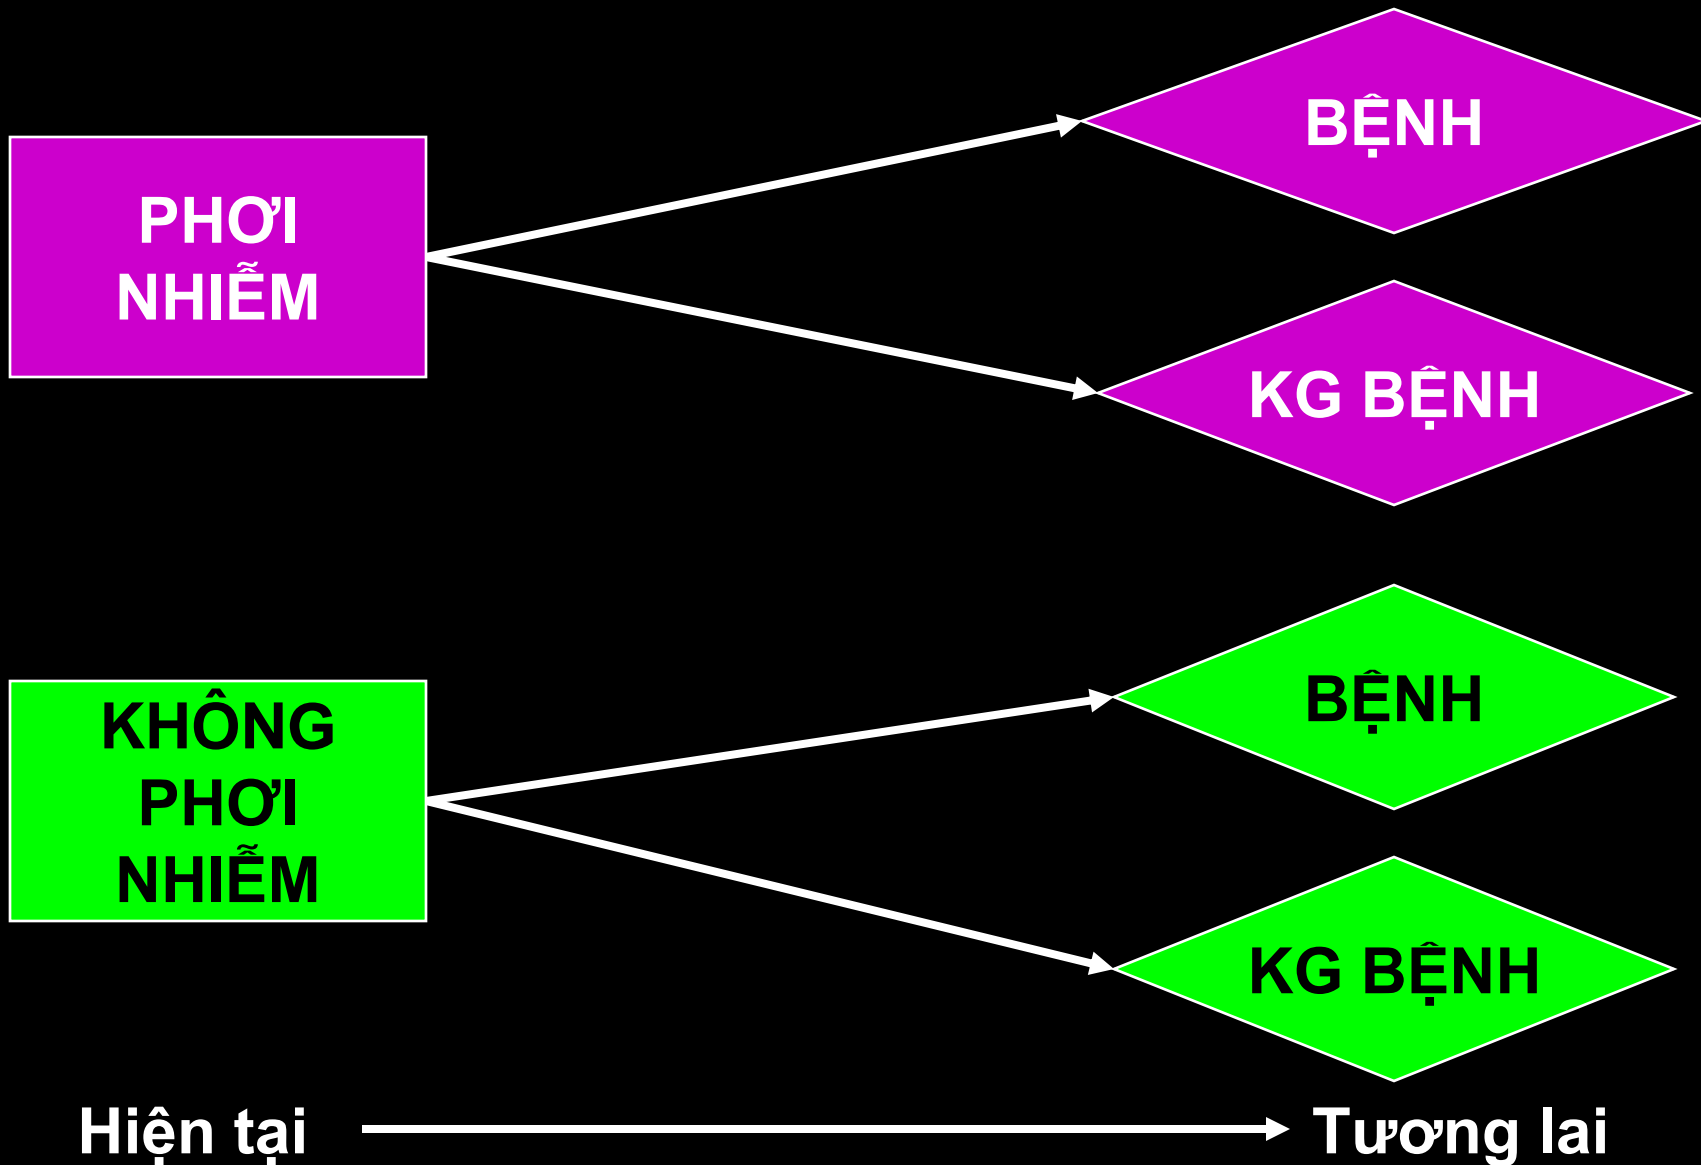 PHƠI
NHIỄM
BỆNH
KG BỆNH
KHÔNG
PHƠI
NHIỄM
BỆNH
KG BỆNH
Hiện tại
Tương lai